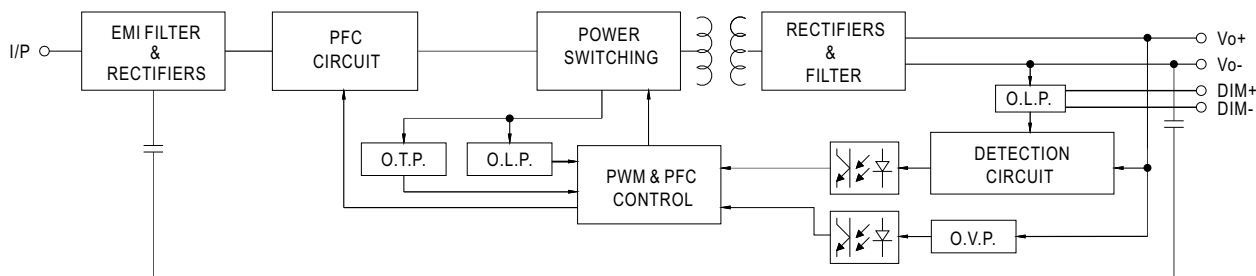 I/P
EMI FILTER
&
RECTIFIERS
PFC
CIRCUIT
POWER
SWITCHING
RECTIFIERS
&
FILTER
Vo+
Vo-
DIM+
DIM-
O.L.P.
O.T.P.
O.L.P.
PWM & PFC
CONTROL
DETECTION
CIRCUIT
O.V.P.